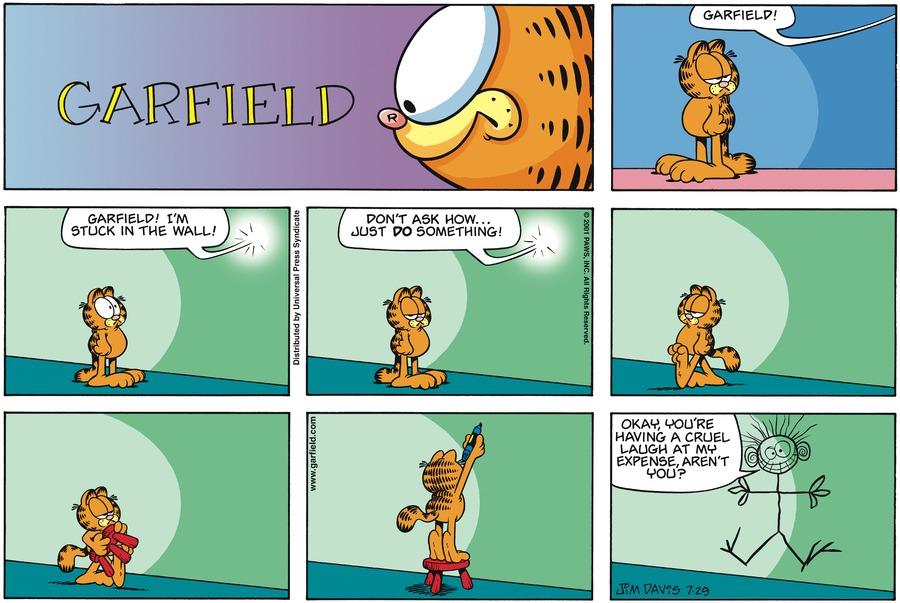 GARFIELD
R
GARFIELD!
GARFIELD! I'M
STUCK IN THE WALL!
Distributed by Universal Press Syndicate
DON'T ASK HOW...
JUST DO SOMETHING!
© 2001 PAWS, INC. All Rights Reserved.
www.garfield.com
OKAY, YOU'RE
HAVING A CRUEL
LAUGH AT MY
EXPENSE, AREN'T
YOU?
JIM DAVIS 7-29